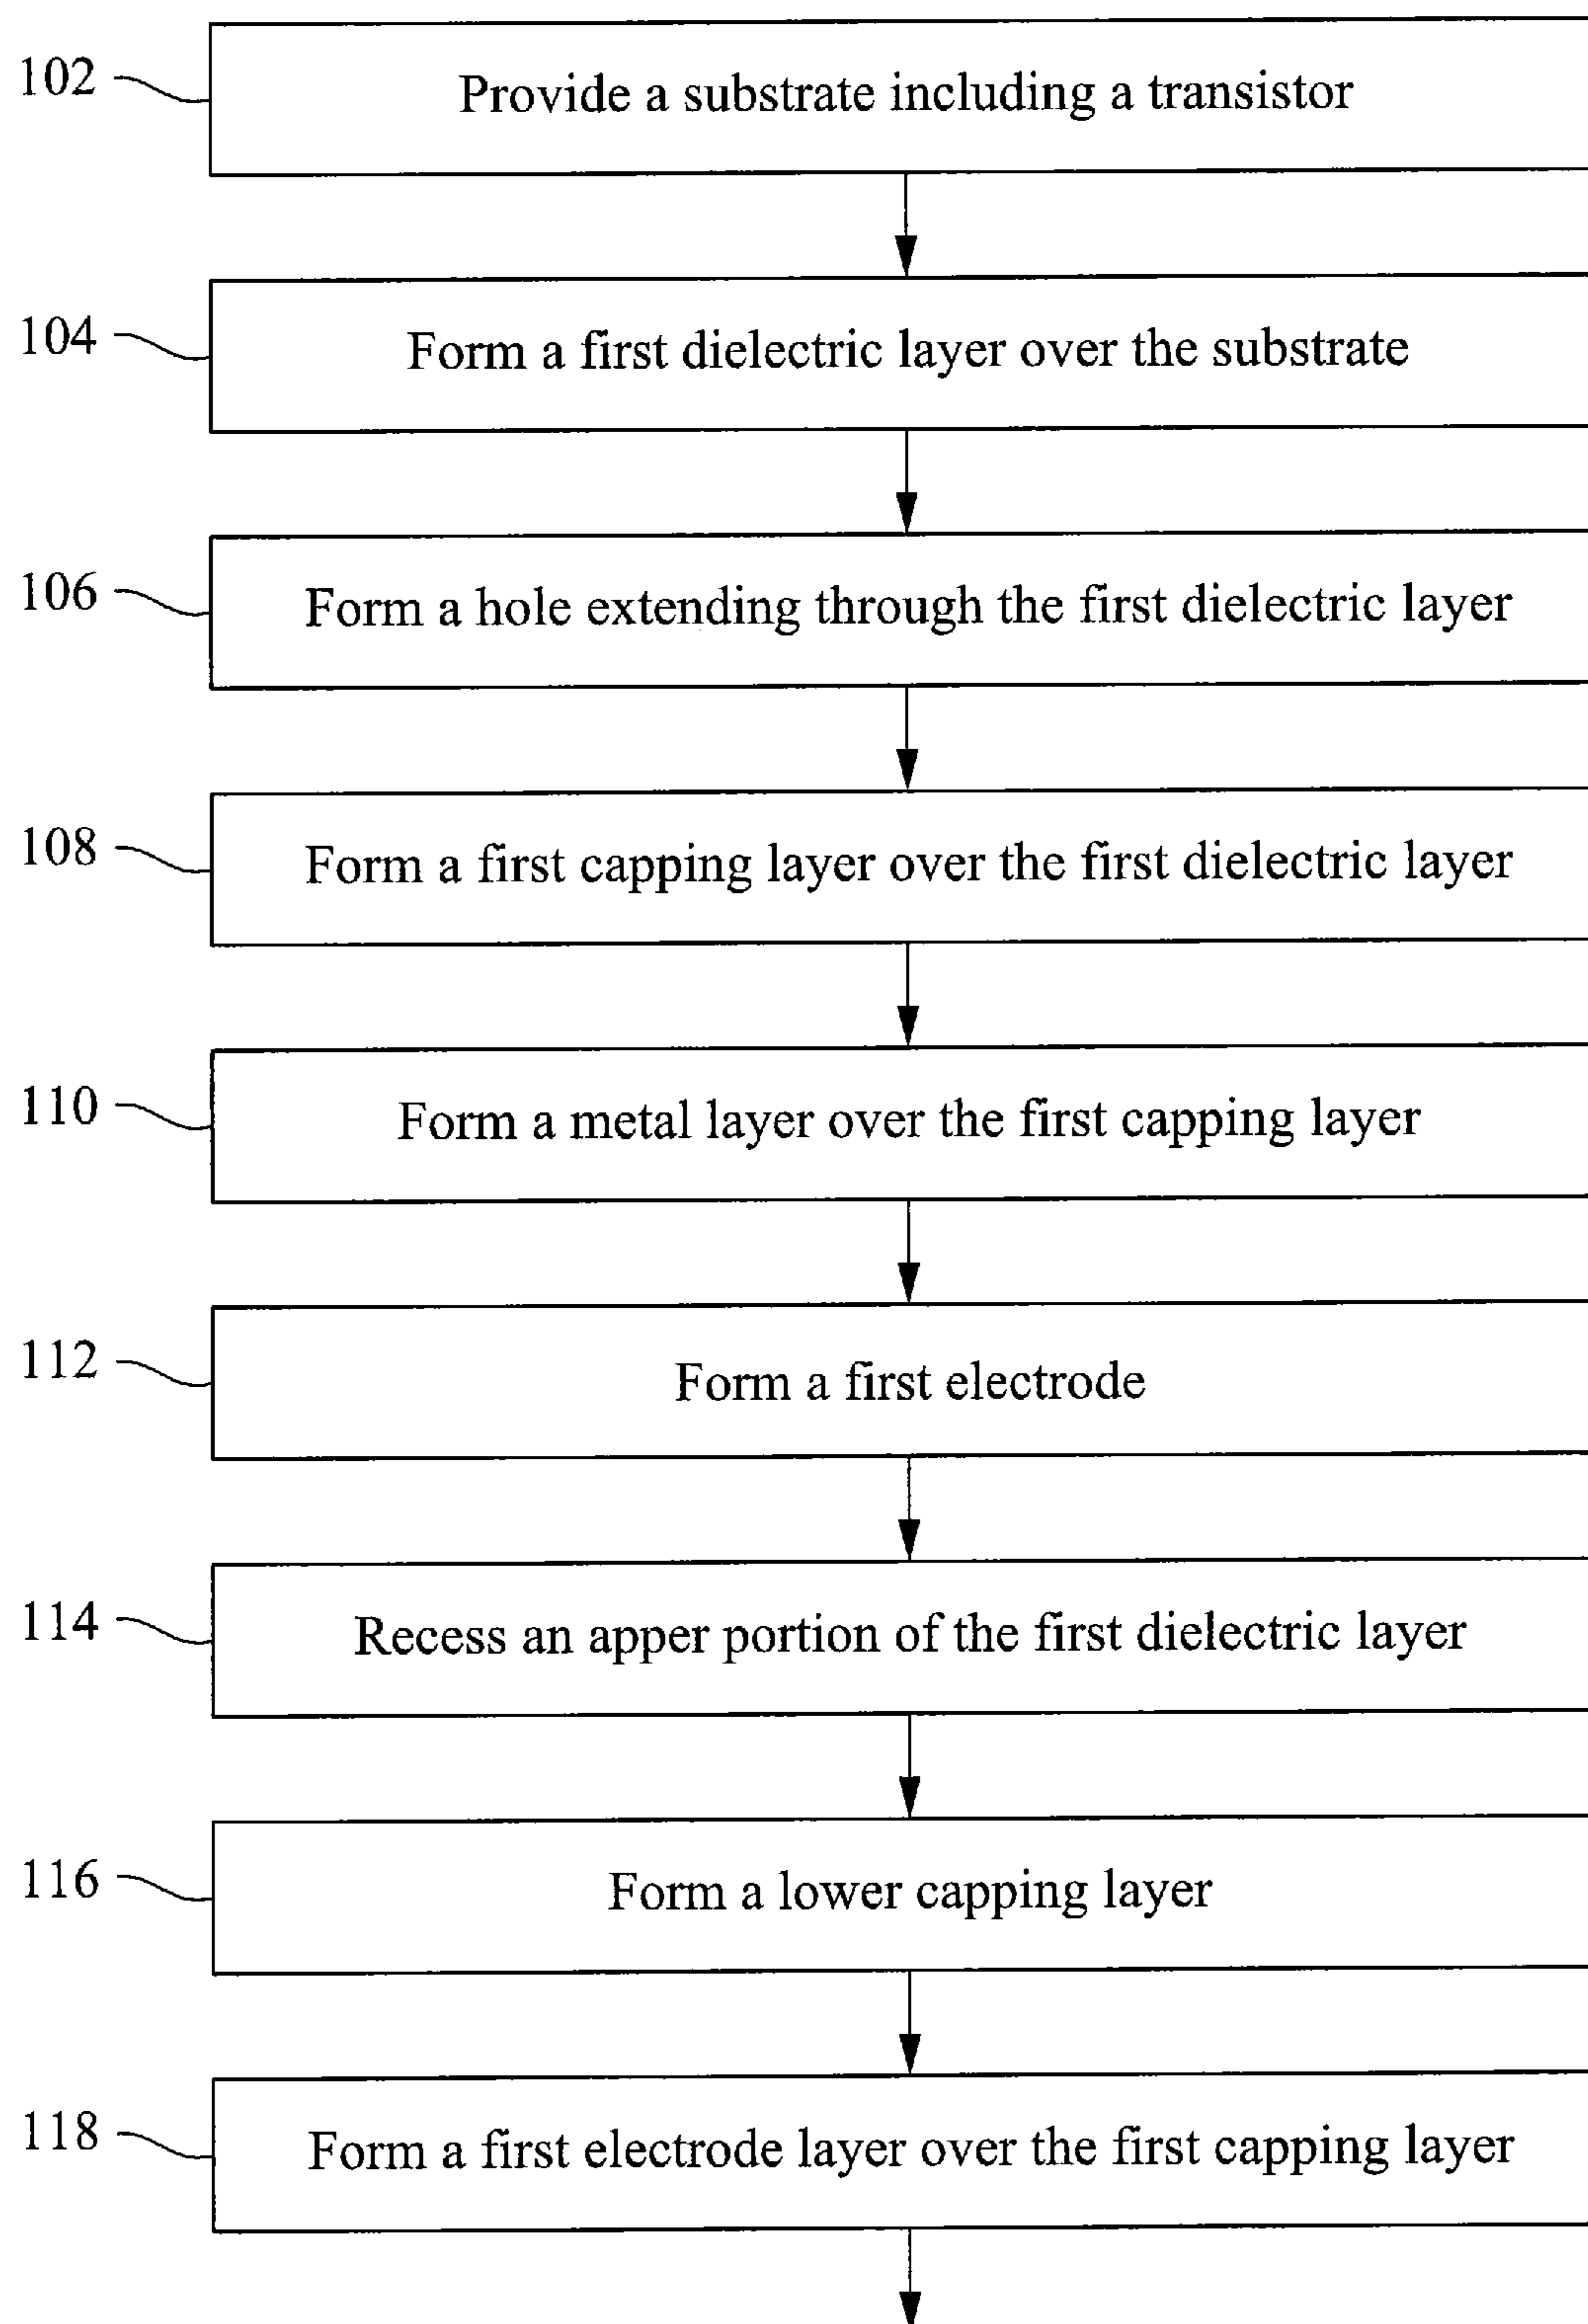 102 Provide a substrate including a transistor
104 Form a first dielectric layer over the substrate
106 Form a hole extending through the first dielectric layer
108 Form a first capping layer over the first dielectric layer
110 Form a metal layer over the first capping layer
112 Form a first electrode
114 Recess an apper portion of the first dielectric layer
116 Form a lower capping layer
118 Form a first electrode layer over the first capping layer